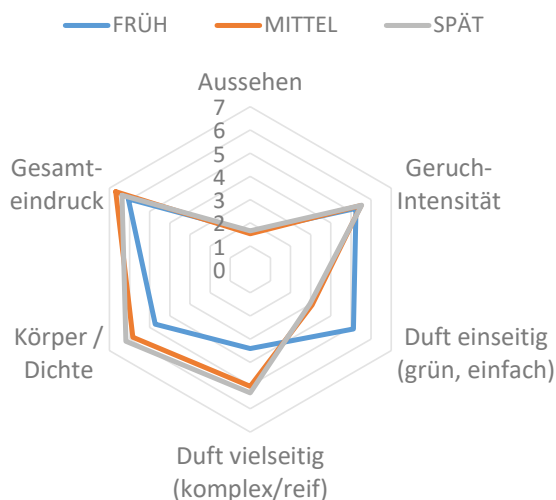 FRÜH MITTEL SPÄT
Aussehen
7
6
5
4
3
2
1
0
Geruch-
Intensität
Duft einseitig
(grün, einfach)
Duft vielseitig
(komplex/reif)
Körper /
Dichte
Gesamt-
eindruck